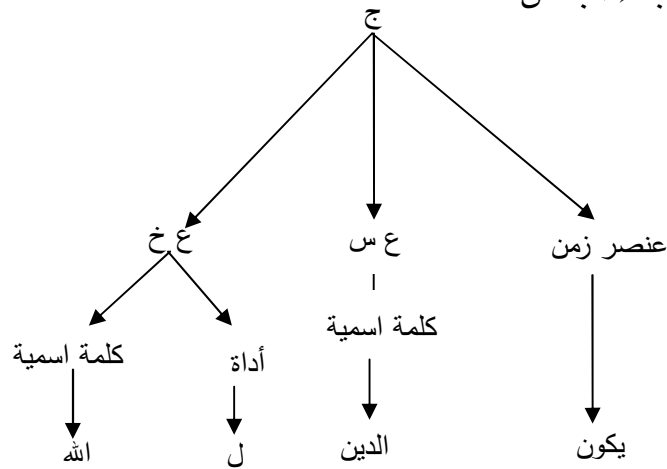 ج
عنصر زمن ع س ع خ
كلمة اسمية أداة كلمة اسمية
يكون الدين ل الله